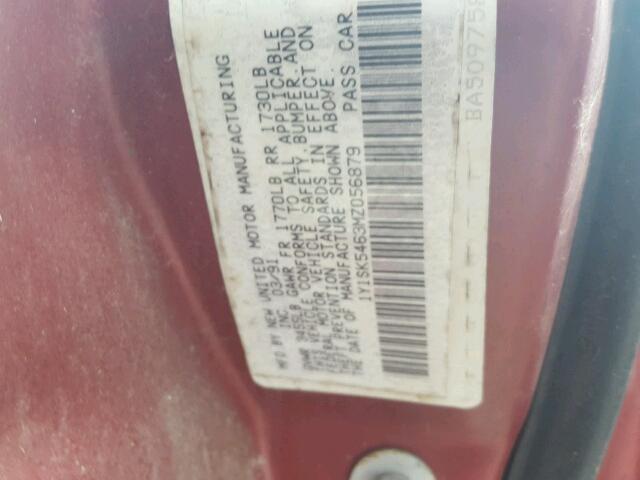 MFD BY NEW UNITED MOTOR MANUFACTURING
INC. 03/91
GVWR 3455LB GAWR FR 1770LB RR 1730LB
THIS VEHICLE CONFORMS TO ALL APPLICABLE
FEDERAL MOTOR VEHICLE SAFETY, BUMPER, AND
THEFT PREVENTION STANDARDS IN EFFECT ON
THE DATE OF MANUFACTURE SHOWN ABOVE.
1Y1SK5463MZ056879 PASS CAR
BA509758